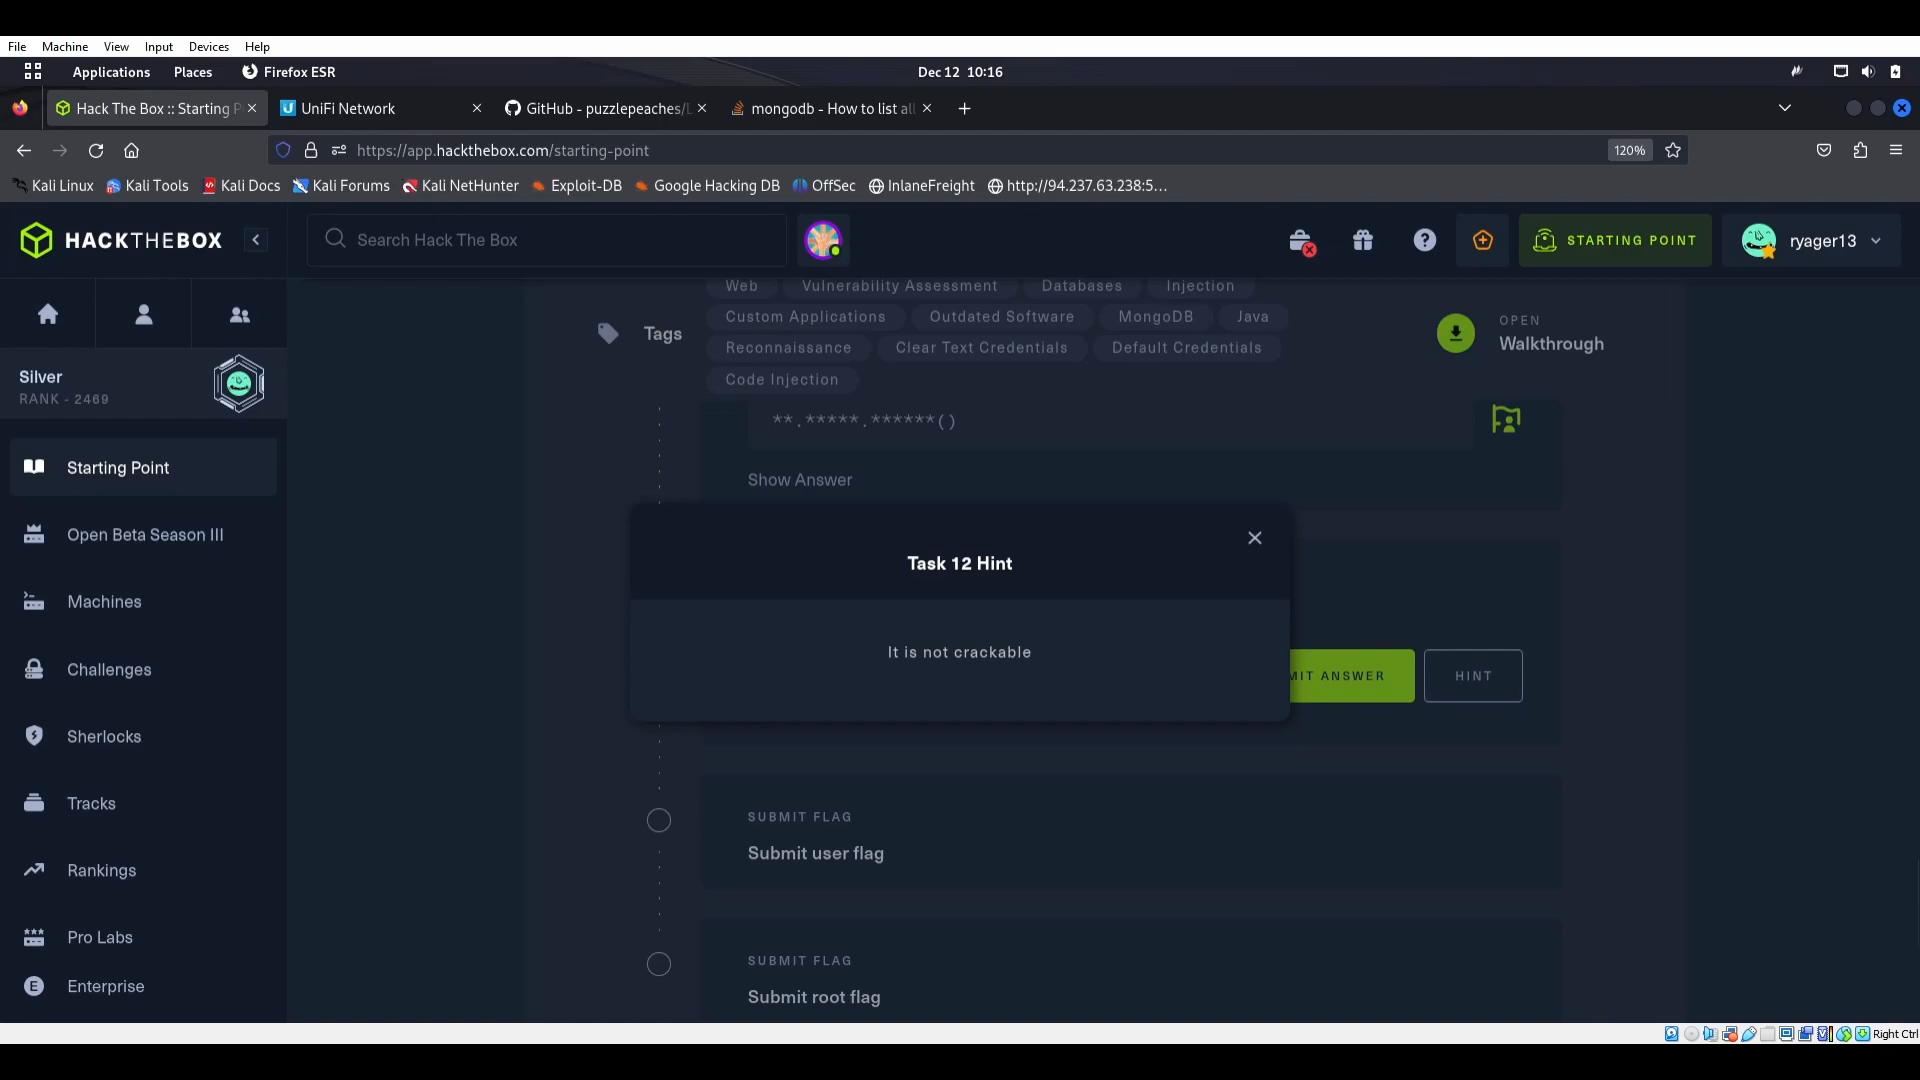 File Machine View Input Devices Help
Applications Places Firefox ESR Dec 12 10:16
Hack The Box :: Starting P UniFi Network GitHub - puzzlepeaches/L mongodb - How to list all
https://app.hackthebox.com/starting-point 120%
Kali Linux Kali Tools Kali Docs Kali Forums Kali NetHunter Exploit-DB Google Hacking DB OffSec InlaneFreight http://94.237.63.238:5…
HACKTHEBOX Search Hack The Box STARTING POINT ryager13
Web Vulnerability Assessment Databases Injection
Custom Applications Outdated Software MongoDB Java
Tags
Reconnaissance Clear Text Credentials Default Credentials
Code Injection
OPEN
Walkthrough
Silver
RANK - 2469
**.*****.******()
Show Answer
Starting Point
Open Beta Season III
Machines
Challenges
Sherlocks
Tracks
Rankings
Pro Labs
E Enterprise
Task 12 Hint
It is not crackable
MIT ANSWER HINT
SUBMIT FLAG
Submit user flag
SUBMIT FLAG
Submit root flag
Right Ctrl